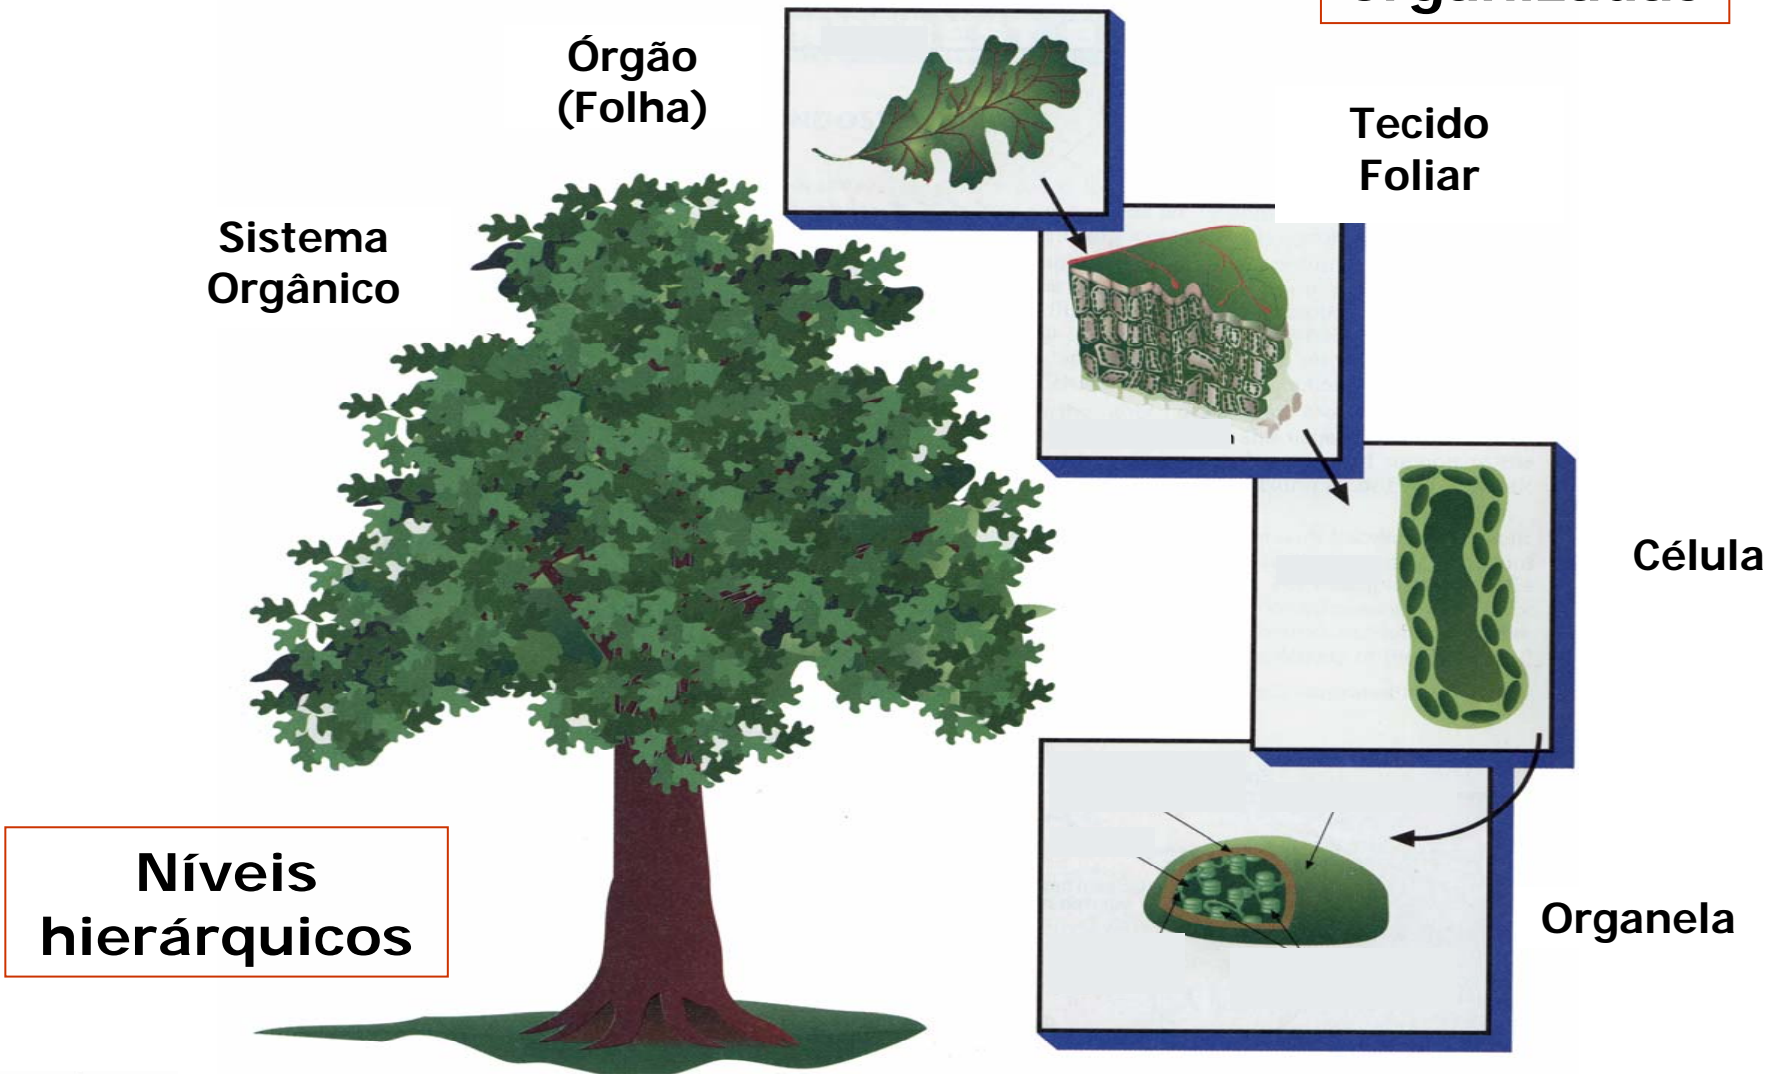 Órgão
(Folha)
Tecido
Foliar
Sistema
Orgânico
Célula
Níveis
hierárquicos
Organela